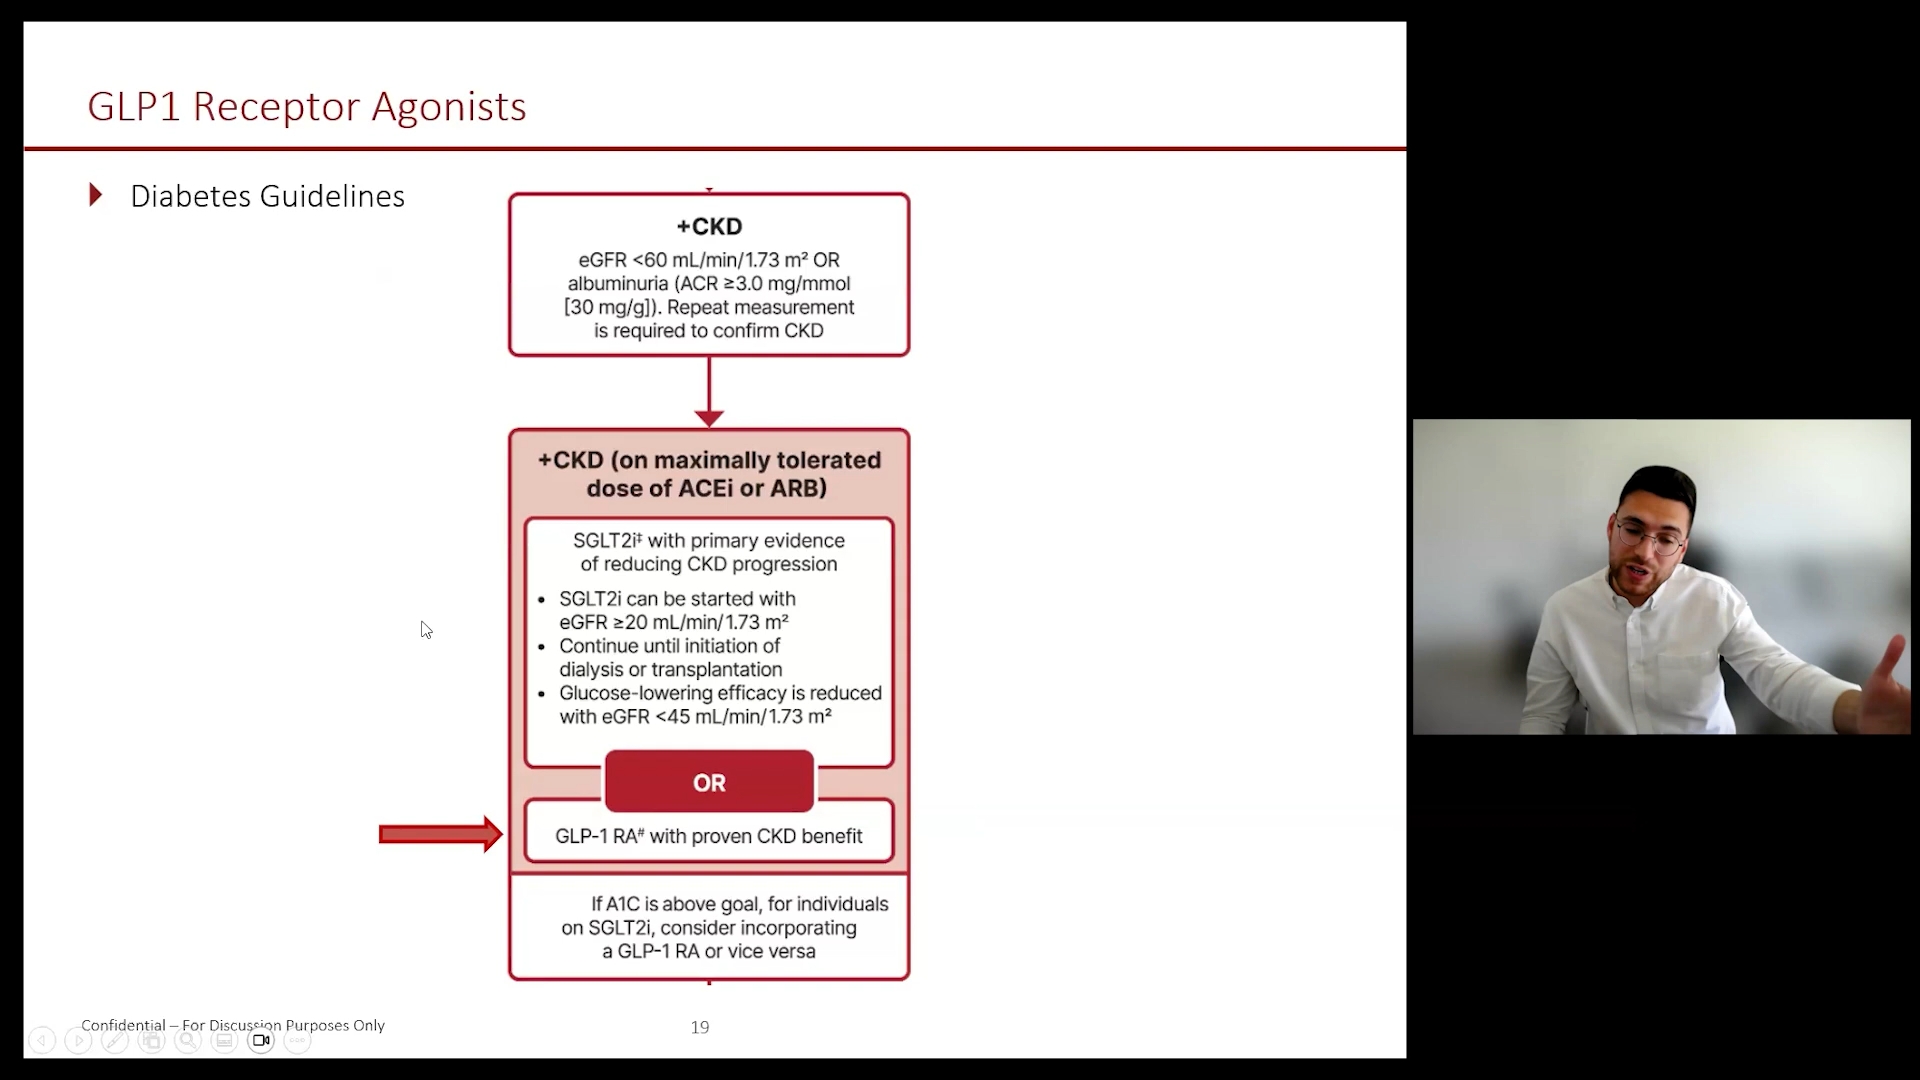 GLP1 Receptor Agonists
Diabetes Guidelines
+CKD
eGFR <60 mL/min/1.73 m² OR
albuminuria (ACR ≥3.0 mg/mmol
[30 mg/g]). Repeat measurement
is required to confirm CKD
+CKD (on maximally tolerated
dose of ACEi or ARB)
SGLT2i‡ with primary evidence
of reducing CKD progression
• SGLT2i can be started with
eGFR ≥20 mL/min/1.73 m²
• Continue until initiation of
dialysis or transplantation
• Glucose-lowering efficacy is reduced
with eGFR <45 mL/min/1.73 m²
OR
GLP-1 RA# with proven CKD benefit
If A1C is above goal, for individuals
on SGLT2i, consider incorporating
a GLP-1 RA or vice versa
Confidential – For Discussion Purposes Only
19